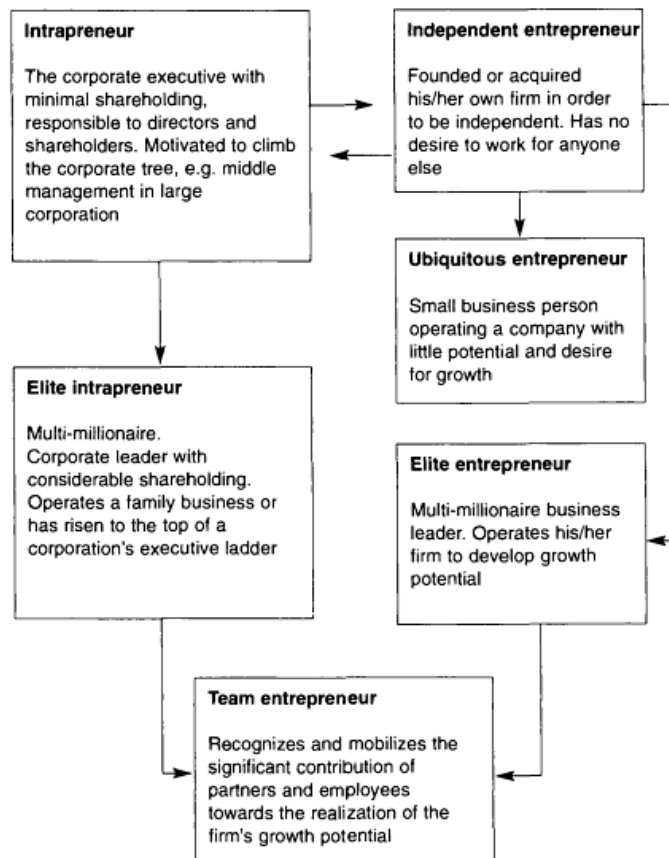 Intrapreneur
The corporate executive with
minimal shareholding,
responsible to directors and
shareholders. Motivated to climb
the corporate tree, e.g. middle
management in large
corporation
Independent entrepreneur
Founded or acquired
his/her own firm in order
to be independent. Has no
desire to work for anyone
else
Ubiquitous entrepreneur
Small business person
operating a company with
little potential and desire
for growth
Elite intrapreneur
Multi-millionaire.
Corporate leader with
considerable shareholding.
Operates a family business or
has risen to the top of a
corporation's executive ladder
Elite entrepreneur
Multi-millionaire business
leader. Operates his/her
firm to develop growth
potential
Team entrepreneur
Recognizes and mobilizes the
significant contribution of
partners and employees
towards the realization of the
firm's growth potential